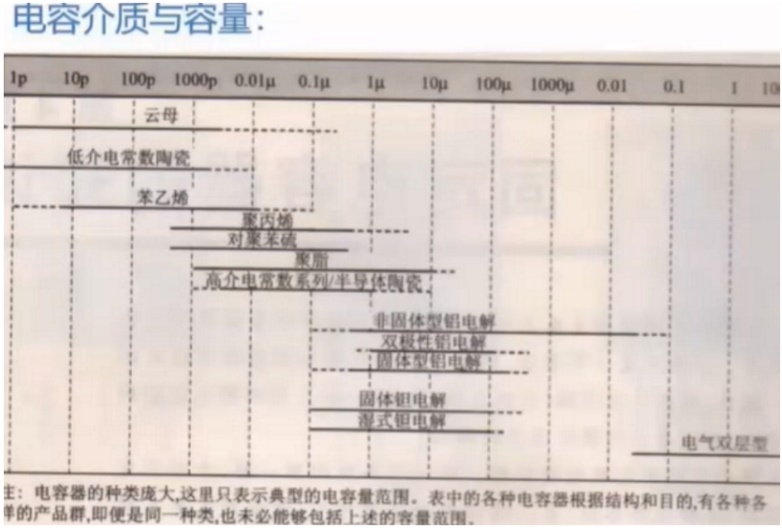 电容介质与容量：
1p 10p 100p 1000p 0.01μ 0.1μ 1μ 10μ 100μ 1000μ 0.01 0.1 1 10
云母
低介电常数陶瓷
苯乙烯
聚丙烯
对聚苯硫
聚脂
高介电常数系列/半导体陶瓷
非固体型铝电解
双极性铝电解
固体型铝电解
固体钽电解
湿式钽电解
电气双层型
注：电容器的种类庞大,这里只表示典型的电容量范围。表中的各种电容器根据结构和目的,有各种各
样的产品群,即便是同一种类,也未必能够包括上述的容量范围。